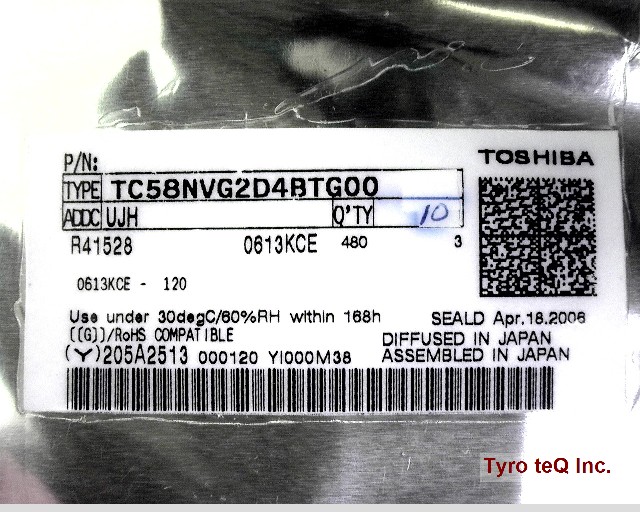 P/N:
TOSHIBA
TYPE TC58NVG2D4BTG00
ADDC UJH Q'TY 10
R41528 0613KCE 480 3
0613KCE - 120
Use under 30degC/60%RH within 168h SEALD Apr.18.2006
((G))/RoHS COMPATIBLE DIFFUSED IN JAPAN
(Y)205A2513 000120 YI000M38 ASSEMBLED IN JAPAN
Tyro teQ Inc.